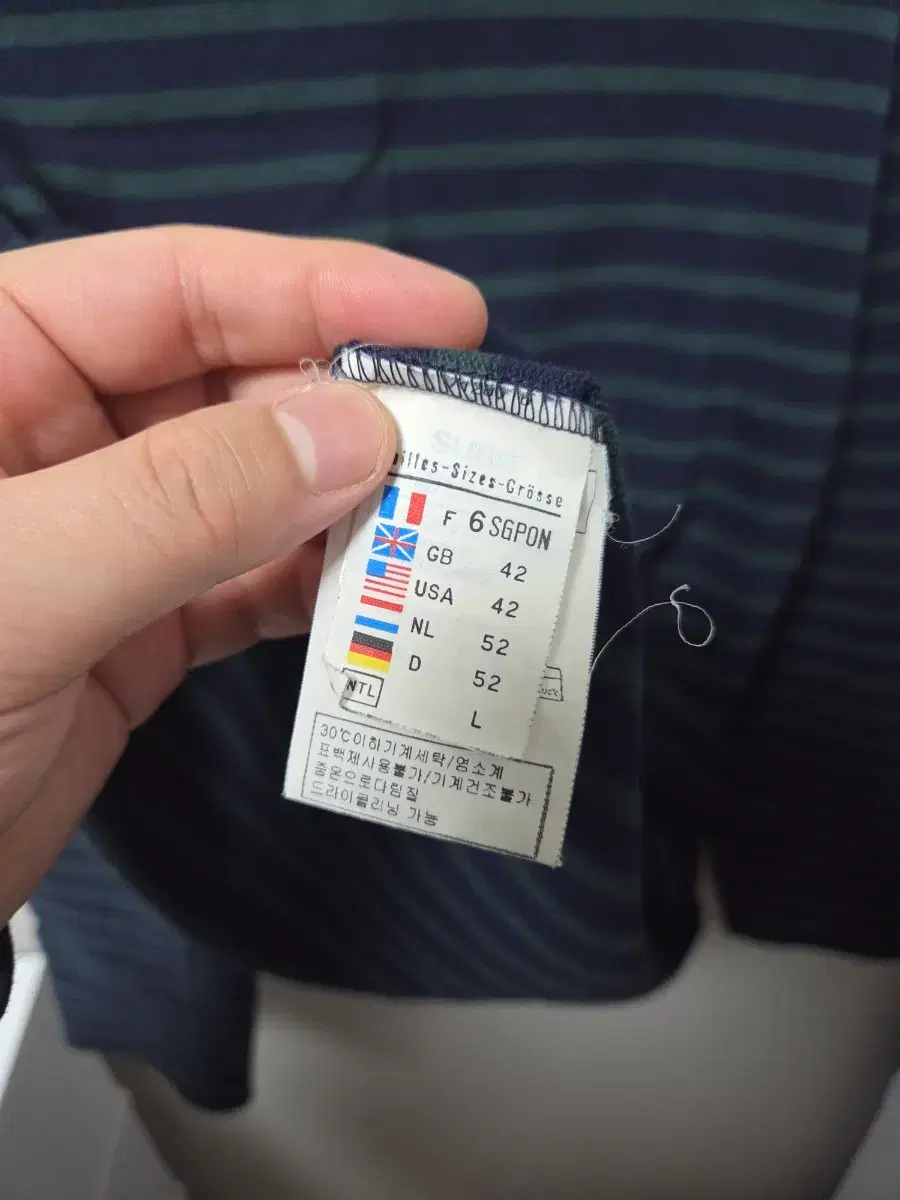 illes-Sizes-Grösse
F 6 SGPON
GB 42
USA 42
NL 52
D 52
NTL L
30℃이하기계세탁/염소계
표백제사용불가/기계건조불가
중온으로다림질
드라이클리닝 가능